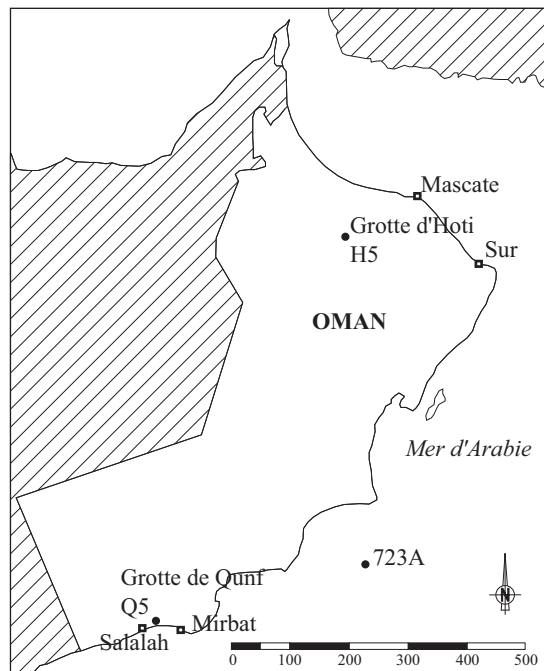 Mascate
Grotte d'Hoti
H5
Sur
OMAN
Mer d'Arabie
723A
Grotte de Qunf
Q5
Mirbat
Salalah
N
0 100 200 300 400 500